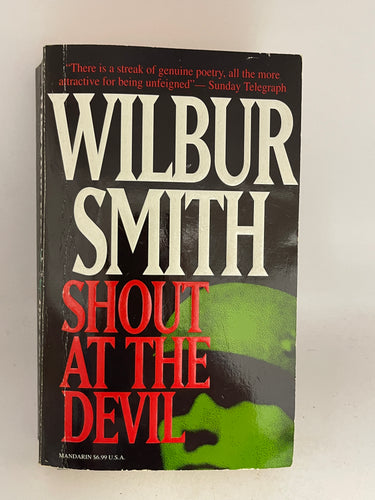 "There is a streak of genuine poetry, all the more
attractive for being unfeigned"— Sunday Telegraph
WILBUR
SMITH
SHOUT
AT THE
DEVIL
MANDARIN $6.99 U.S.A.